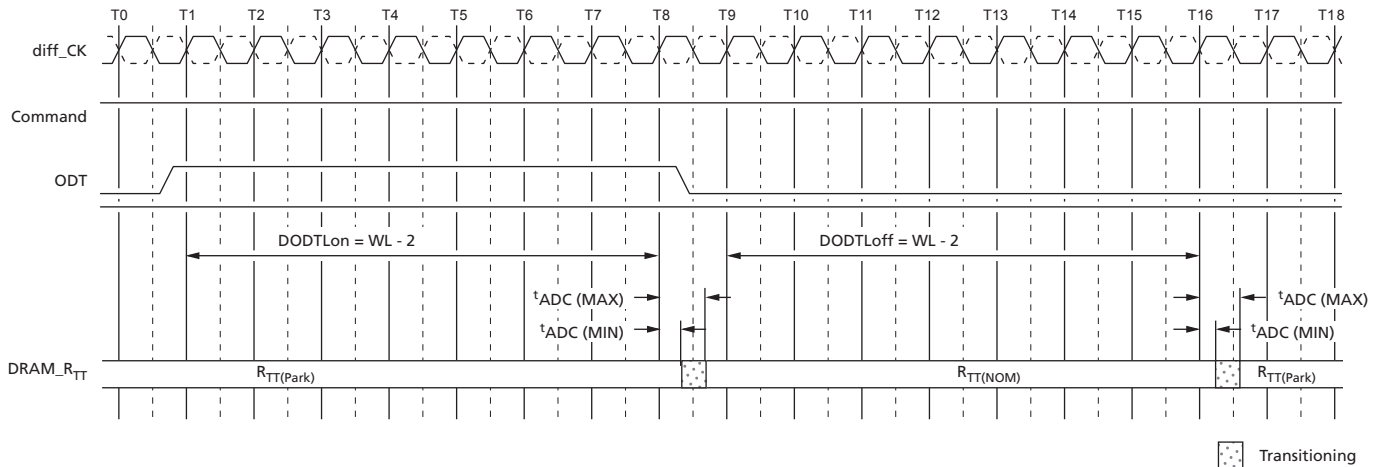 T0 T1 T2 T3 T4 T5 T6 T7 T8 T9 T10 T11 T12 T13 T14 T15 T16 T17 T18
diff_CK
Command
ODT
DODTLon = WL - 2 DODTLoff = WL - 2
tADC (MAX) tADC (MAX)
tADC (MIN) tADC (MIN)
DRAM_RTT RTT(Park) RTT(NOM) RTT(Park)
Transitioning